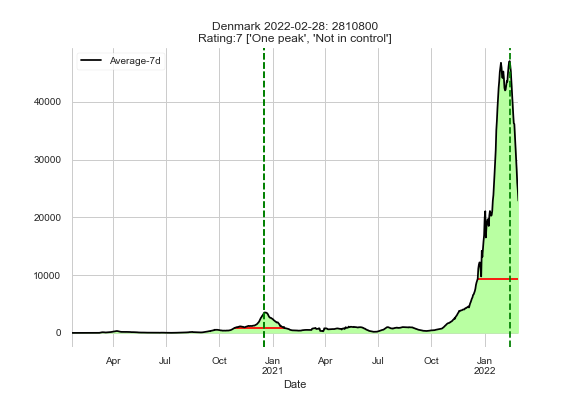 Denmark 2022-02-28: 2810800
Rating:7 ['One peak', 'Not in control']
Average-7d
40000
30000
20000
10000
0
Apr Jul Oct Jan Apr Jul Oct Jan
2021 2022
Date